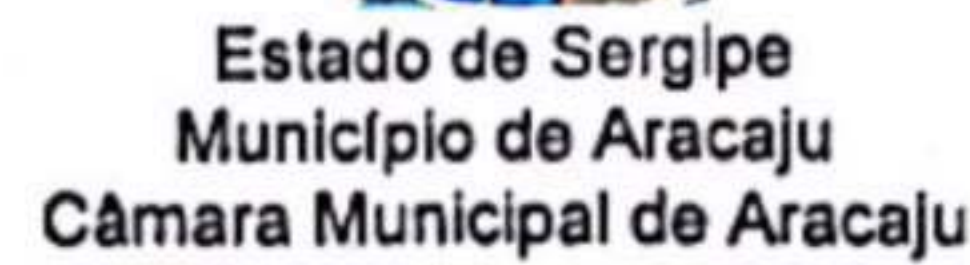 Estado de Sergipe
Município de Aracaju
Câmara Municipal de Aracaju